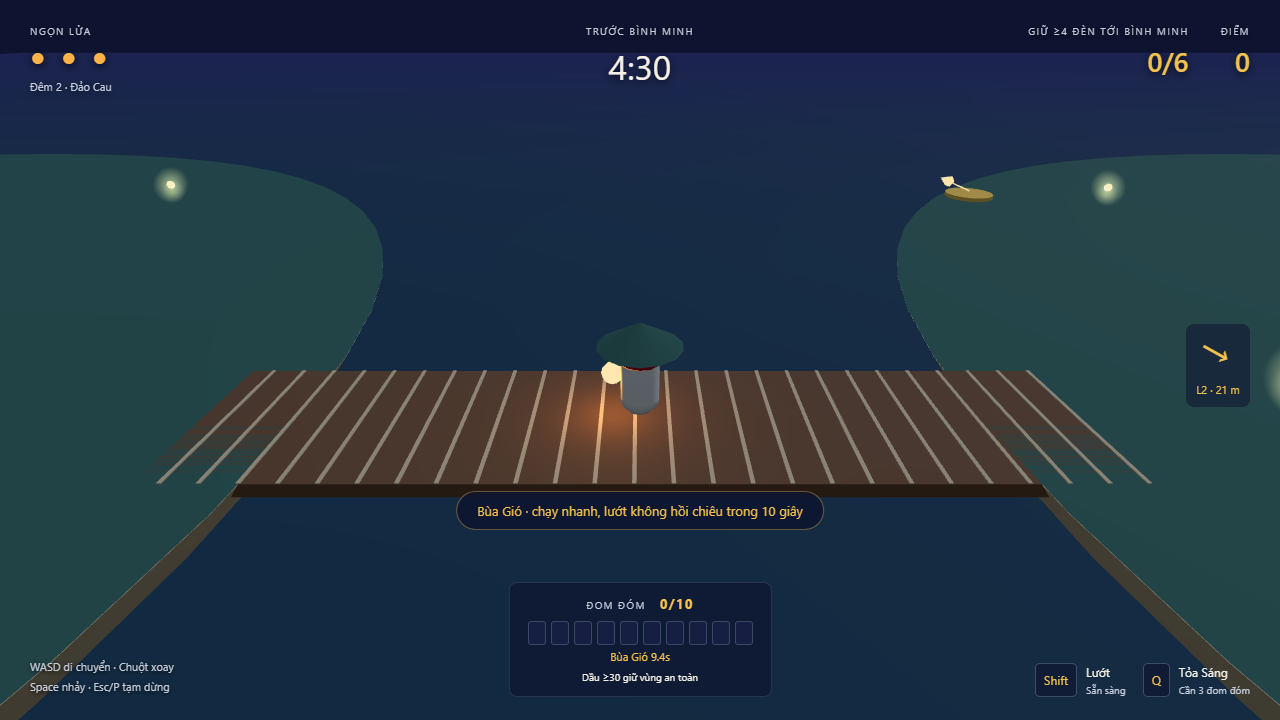 NGỌN LỬA
Đêm 2 · Đảo Cau
TRƯỚC BÌNH MINH
4:30
GIỮ ≥4 ĐÈN TỚI BÌNH MINH
0/6
ĐIỂM
0
L2 · 21 m
Bùa Gió · chạy nhanh, lướt không hồi chiêu trong 10 giây
ĐOM ĐÓM 0/10
Bùa Gió 9.4s
Dầu ≥30 giữ vùng an toàn
WASD di chuyển · Chuột xoay
Space nhảy · Esc/P tạm dừng
Shift
Lướt
Sẵn sàng
Q
Tỏa Sáng
Cần 3 đom đóm